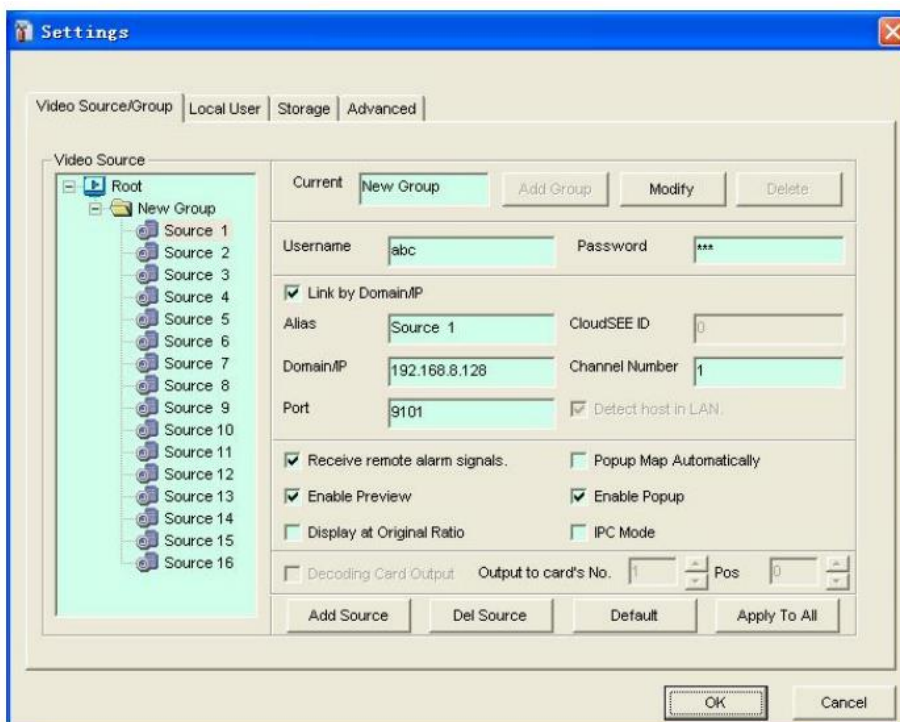 Settings
Video Source/Group Local User Storage Advanced
Video Source
Root
New Group
Source 1
Source 2
Source 3
Source 4
Source 5
Source 6
Source 7
Source 8
Source 9
Source 10
Source 11
Source 12
Source 13
Source 14
Source 15
Source 16
Current New Group Add Group Modify Delete
Username abc Password ***
Link by Domain/IP
Alias Source 1 CloudSEE ID 0
Domain/IP 192.168.8.128 Channel Number 1
Port 9101 Detect host in LAN.
Receive remote alarm signals. Popup Map Automatically
Enable Preview Enable Popup
Display at Original Ratio IPC Mode
Decoding Card Output Output to card's No. 1 Pos 0
Add Source Del Source Default Apply To All
OK Cancel